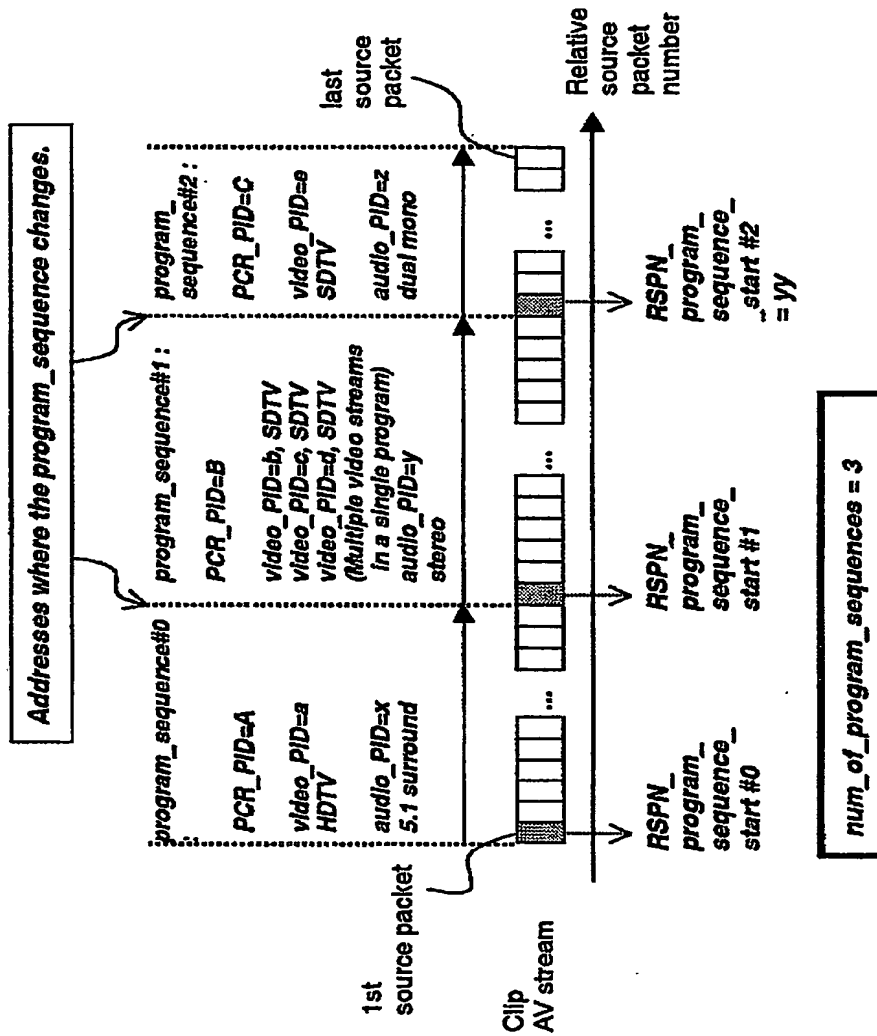 Addresses where the program_sequence changes.
program_sequence#0
:
PCR_PID=A
video_PID=a
HDTV
audio_PID=x
5.1 surround
program_sequence#1 :
PCR_PID=B
video_PID=b, SDTV
video_PID=c, SDTV
video_PID=d, SDTV
(Multiple video streams
in a single program)
audio_PID=y
stereo
program_
sequence#2 :
PCR_PID=C
video_PID=e
SDTV
audio_PID=z
dual mono
1st
source packet
last
source
packet
Clip
AV stream
...
...
...
Relative
source
packet
number
RSPN_
program_
sequence_
start #0
RSPN_
program_
sequence_
start #1
RSPN_
program_
sequence_
start #2
= yy
num_of_program_sequences = 3